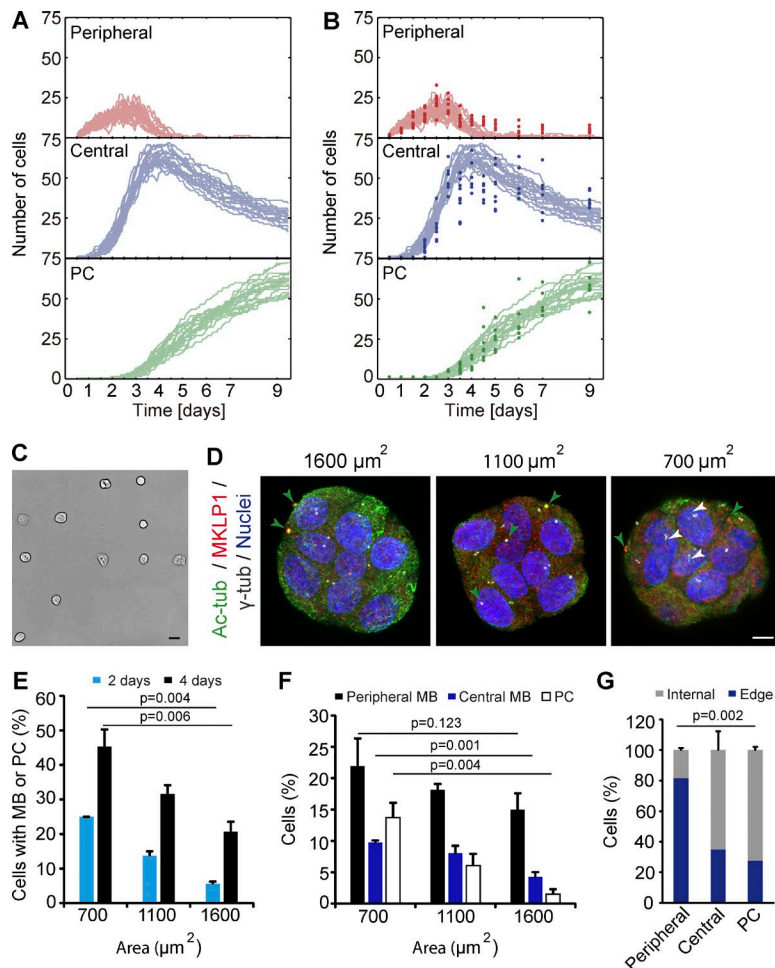 A
B
Peripheral
Peripheral
75
50
25
75
50
25
75
50
25
0
75
50
25
75
50
25
75
50
25
0
Number of cells
Number of cells
Central
Central
PC
PC
0 1 2 3 4 5 6 7 9
0 1 2 3 4 5 6 7 9
Time [days]
Time [days]
C
D
1600 µm2
1100 µm2
700 µm2
Ac-tub / MKLP1 /
γ-tub / Nuclei
E
2 days
4 days
p=0.004
p=0.006
Cells with MB or PC (%)
60
50
40
30
20
10
0
700 1100 1600
Area (µm2)
F
Peripheral MB
Central MB
PC
p=0.123
p=0.001
p=0.004
Cells (%)
30
25
20
15
10
5
0
700 1100 1600
Area (µm2)
G
Internal
Edge
p=0.002
Cells (%)
120
100
80
60
40
20
0
Peripheral
Central
PC